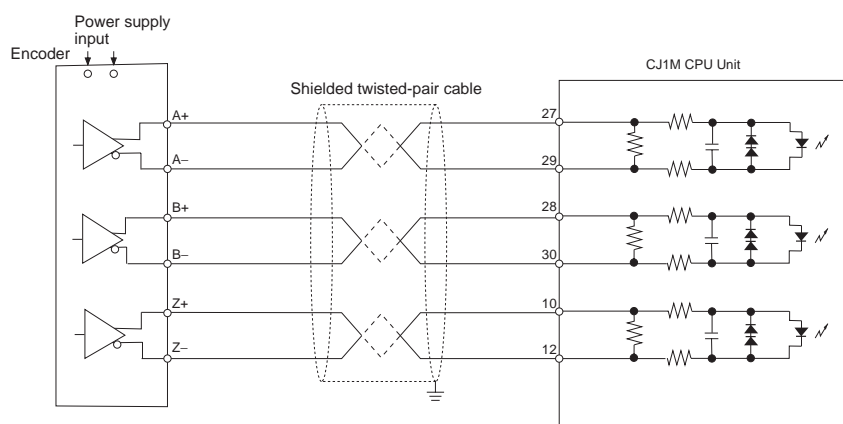 Power supply
input
Encoder
CJ1M CPU Unit
Shielded twisted-pair cable
A+
27
A−
29
B+
28
B−
30
Z+
10
Z−
12